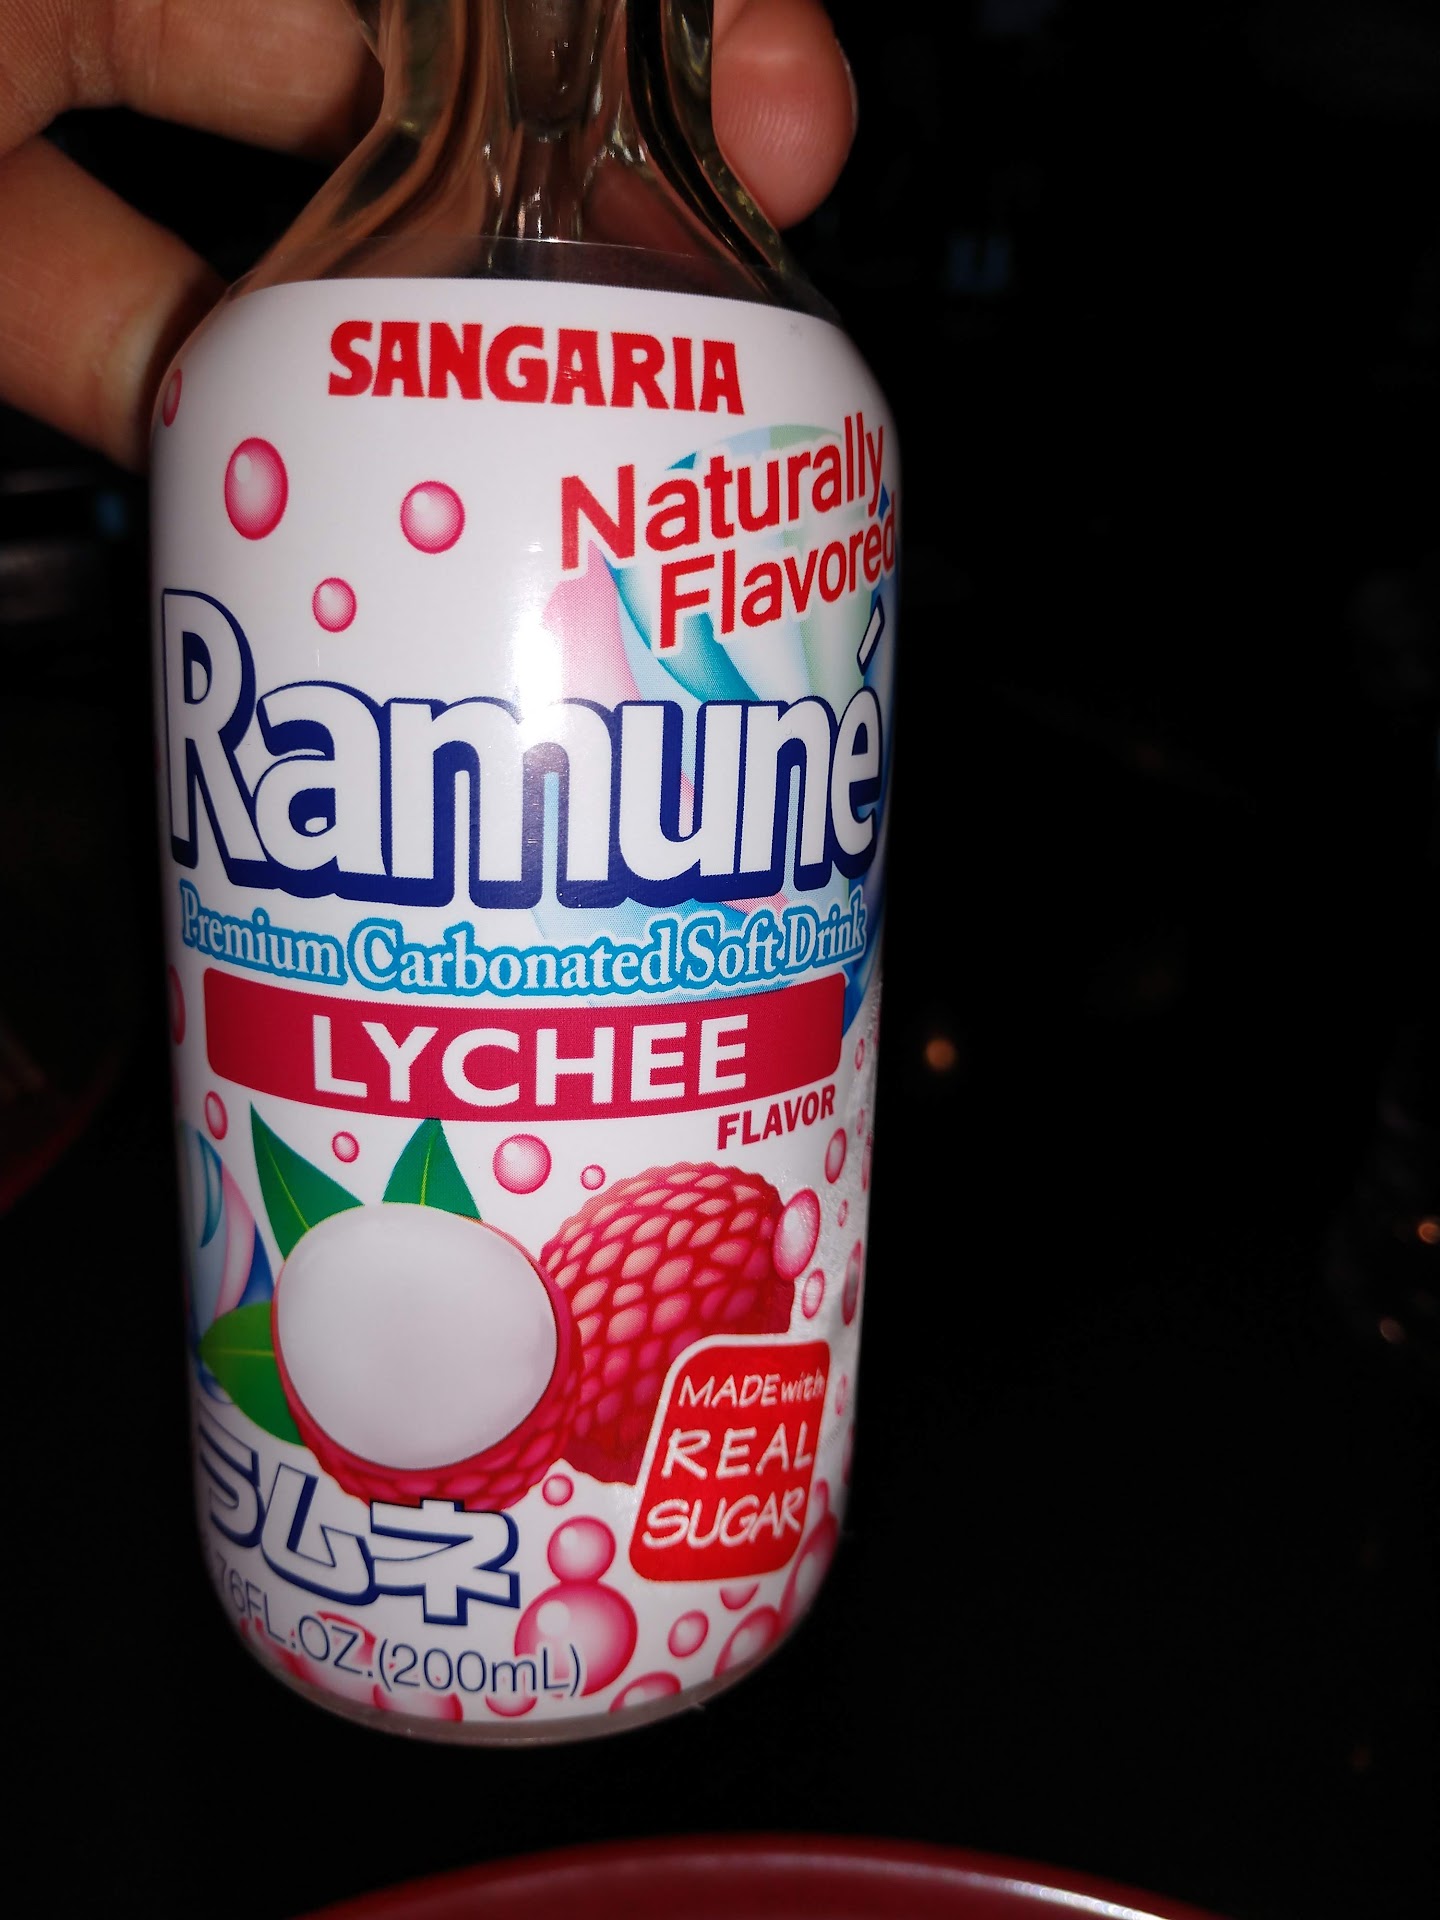 SANGARIA
Naturally
Flavored
Ramuné
Premium Carbonated Soft Drink
LYCHEE
FLAVOR
MADE with
REAL
SUGAR
ラムネ
76FL.OZ.(200mL)